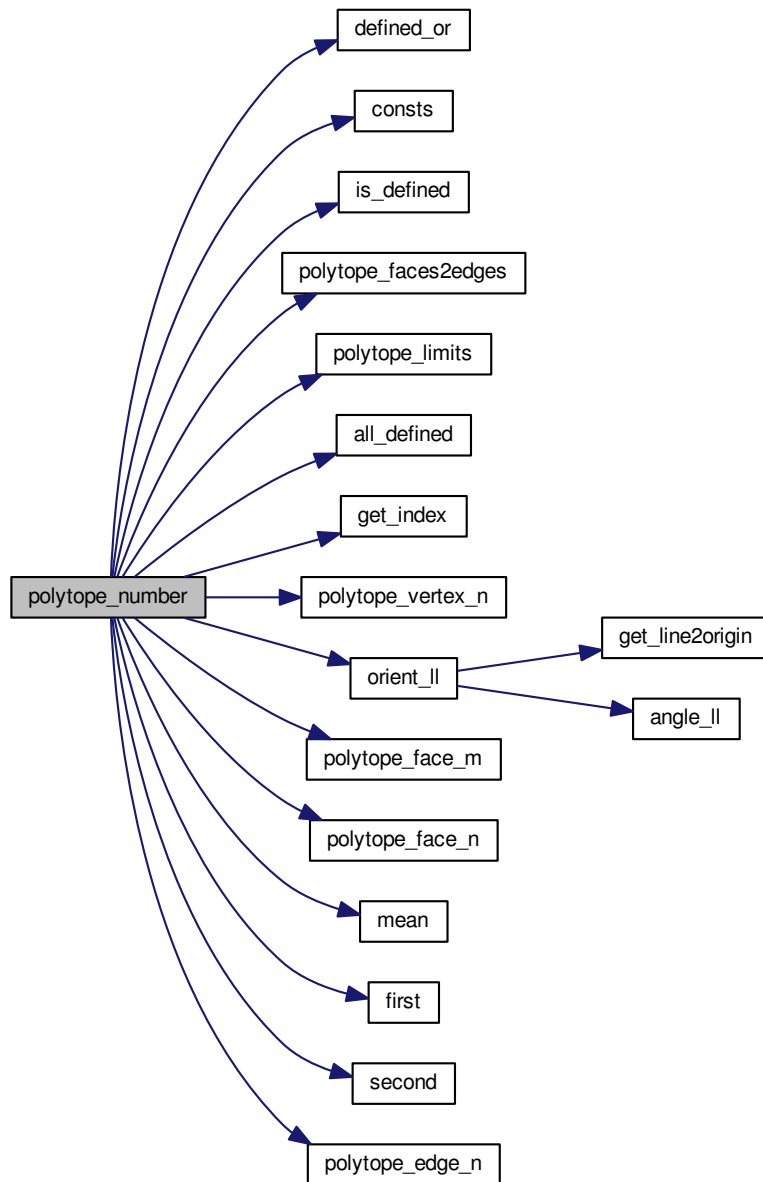 defined_or
consts
is_defined
polytope_faces2edges
polytope_limits
all_defined
get_index
polytope_number
polytope_vertex_n
get_line2origin
orient_ll
angle_ll
polytope_face_m
polytope_face_n
mean
first
second
polytope_edge_n